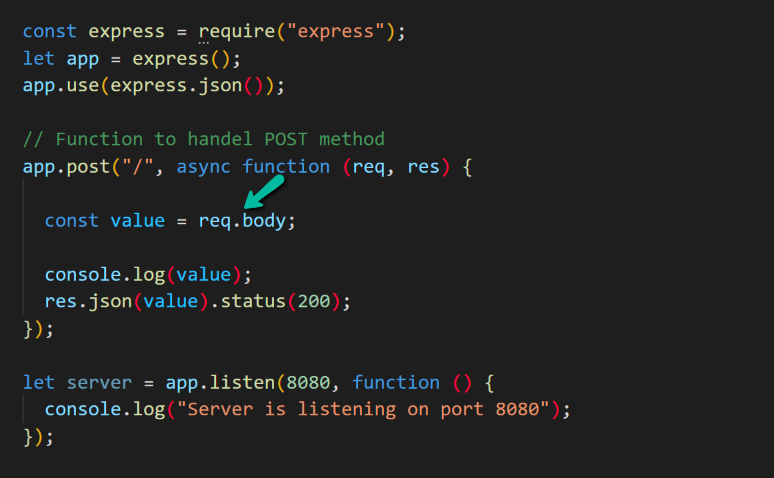 const express = require("express");
let app = express();
app.use(express.json());
// Function to handel POST method
app.post("/", async function (req, res) {
const value = req.body;
console.log(value);
res.json(value).status(200);
});
let server = app.listen(8080, function () {
console.log("Server is listening on port 8080");
});